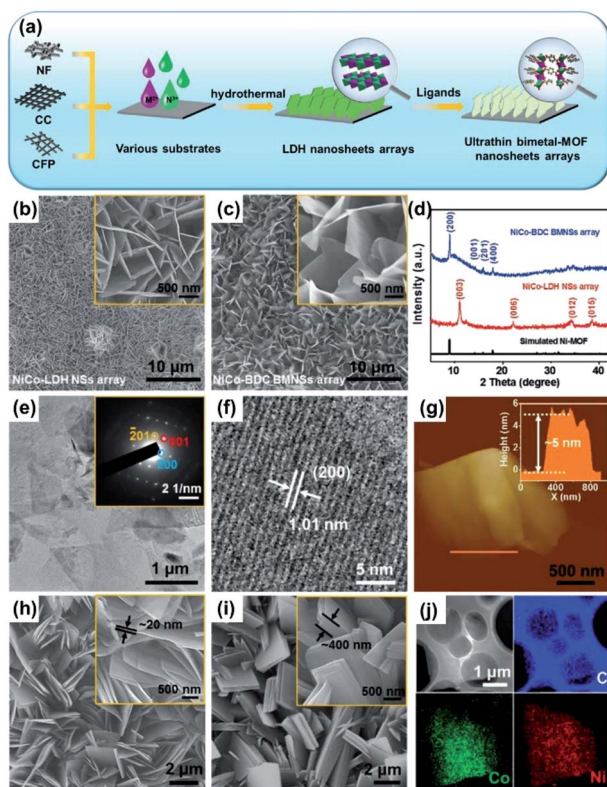 (a)
NF
CC
CFP
M²⁺ N³⁺
Various substrates
hydrothermal
LDH nanosheets arrays
Ligands
Ultrathin bimetal-MOF
nanosheets arrays
(b)
500 nm
10 μm
NiCo-LDH NSs array
(c)
500 nm
10 μm
NiCo-BDC BMNSs array
(d)
Intensity (a.u.)
(200)
NiCo-BDC BMNSs array
(001)
(2̄01)
(400)
(003)
NiCo-LDH NSs array
(006)
(012)
(015)
Simulated Ni-MOF
10 20 30 40
2 Theta (degree)
(e)
2̄01
001
200
2 1/nm
1 μm
(f)
(200)
1.01 nm
5 nm
(g)
Height (nm)
6
4
2
0
~5 nm
0 400 800
X (nm)
500 nm
(h)
~20 nm
500 nm
2 μm
(i)
~400 nm
500 nm
2 μm
(j)
1 μm
C
Co
Ni